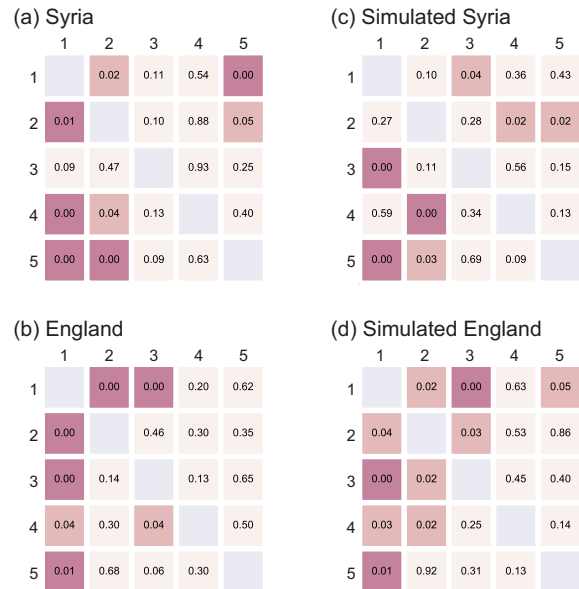 (a) Syria
1 2 3 4 5
1 0.02 0.11 0.54 0.00
2 0.01 0.10 0.88 0.05
3 0.09 0.47 0.93 0.25
4 0.00 0.04 0.13 0.40
5 0.00 0.00 0.09 0.63
(c) Simulated Syria
1 2 3 4 5
1 0.10 0.04 0.36 0.43
2 0.27 0.28 0.02 0.02
3 0.00 0.11 0.56 0.15
4 0.59 0.00 0.34 0.13
5 0.00 0.03 0.69 0.09
(b) England
1 2 3 4 5
1 0.00 0.00 0.20 0.62
2 0.00 0.46 0.30 0.35
3 0.00 0.14 0.13 0.65
4 0.04 0.30 0.04 0.50
5 0.01 0.68 0.06 0.30
(d) Simulated England
1 2 3 4 5
1 0.02 0.00 0.63 0.05
2 0.04 0.03 0.53 0.86
3 0.00 0.02 0.45 0.40
4 0.03 0.02 0.25 0.14
5 0.01 0.92 0.31 0.13